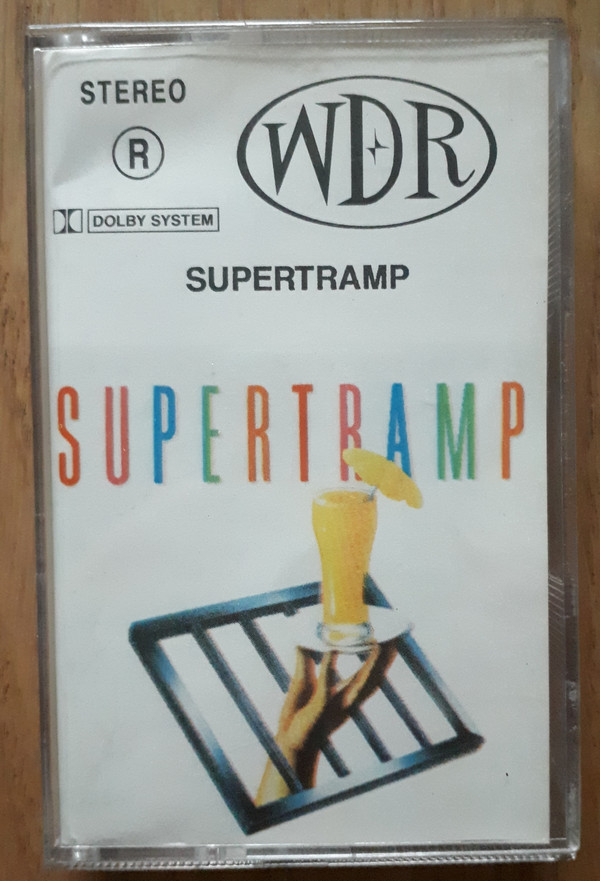 STEREO
WDR
R
DOLBY SYSTEM
SUPERTRAMP
SUPERTRAMP